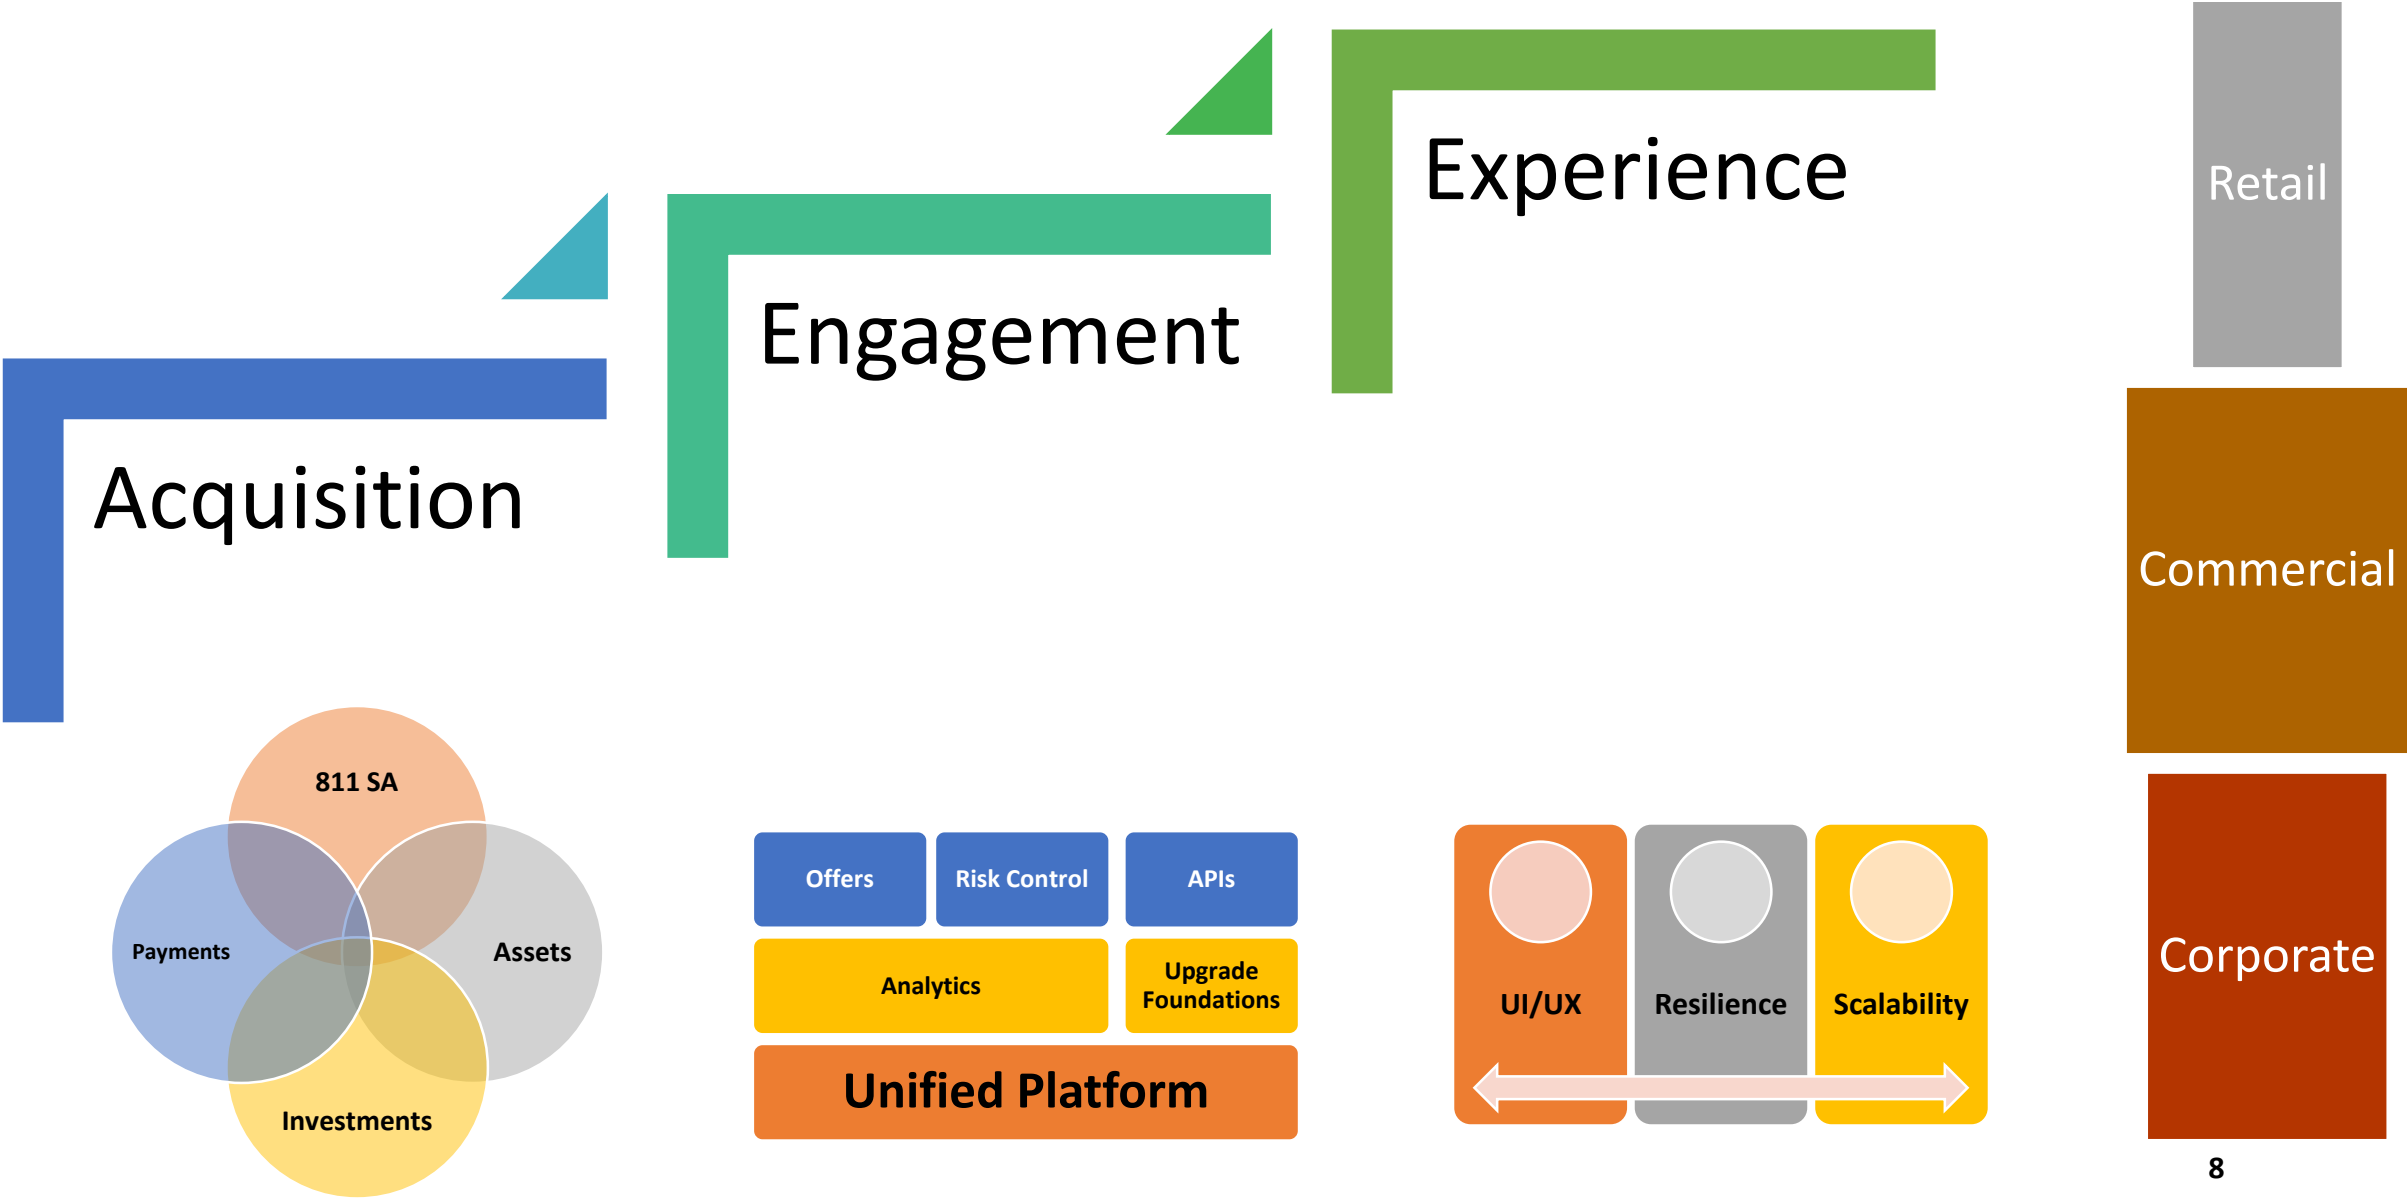 Experience
Retail
Engagement
Acquisition
Commercial
811 SA
Payments
Assets
Investments
Offers
Risk Control
APIs
Analytics
Upgrade
Foundations
Unified Platform
UI/UX
Resilience
Scalability
Corporate
8